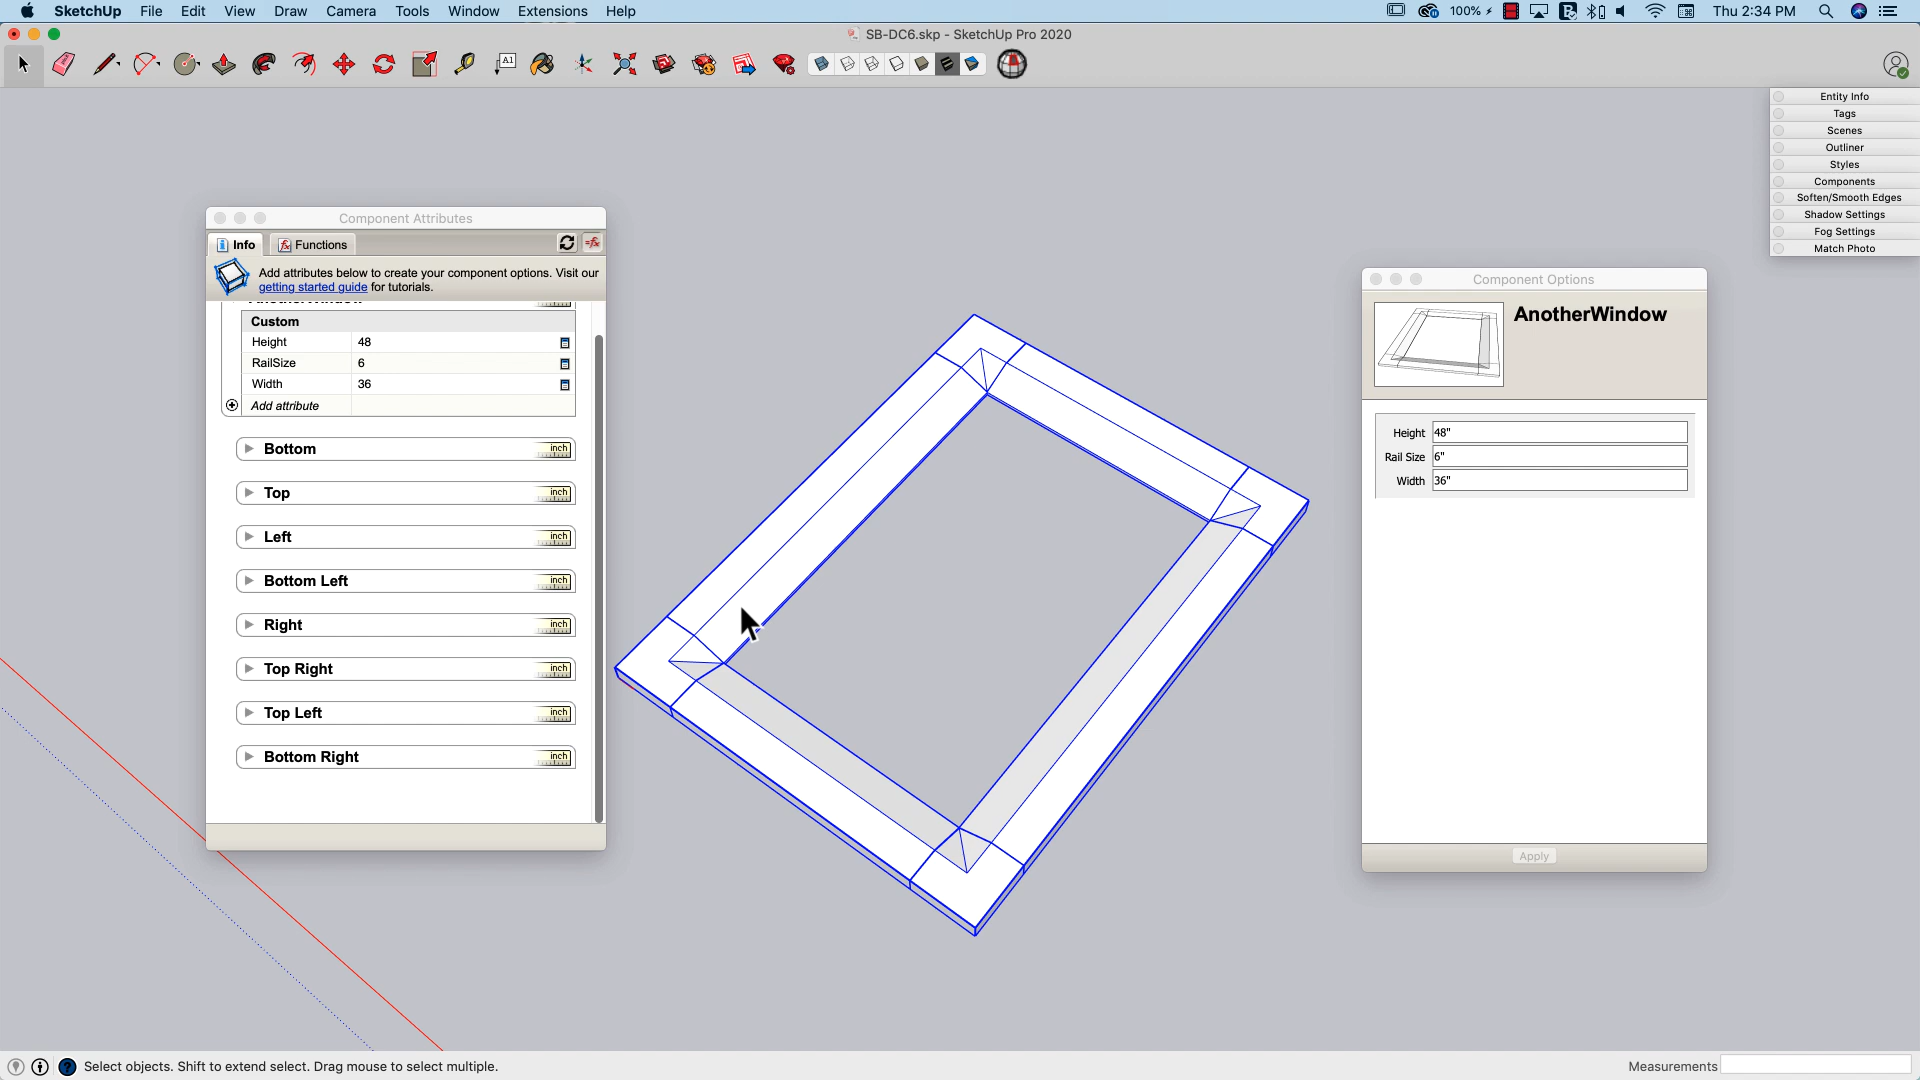 SketchUp File Edit View Draw Camera Tools Window Extensions Help
100% Thu 2:34 PM
SB-DC6.skp - SketchUp Pro 2020
A1
Entity Info
Tags
Scenes
Outliner
Styles
Components
Soften/Smooth Edges
Shadow Settings
Fog Settings
Match Photo
Component Attributes
Info Functions
Add attributes below to create your component options. Visit our
getting started guide for tutorials.
Custom
Height 48
RailSize 6
Width 36
Add attribute
Bottom inch
Top inch
Left inch
Bottom Left inch
Right inch
Top Right inch
Top Left inch
Bottom Right inch
Component Options
AnotherWindow
Height 48"
Rail Size 6"
Width 36"
Apply
Select objects. Shift to extend select. Drag mouse to select multiple.
Measurements